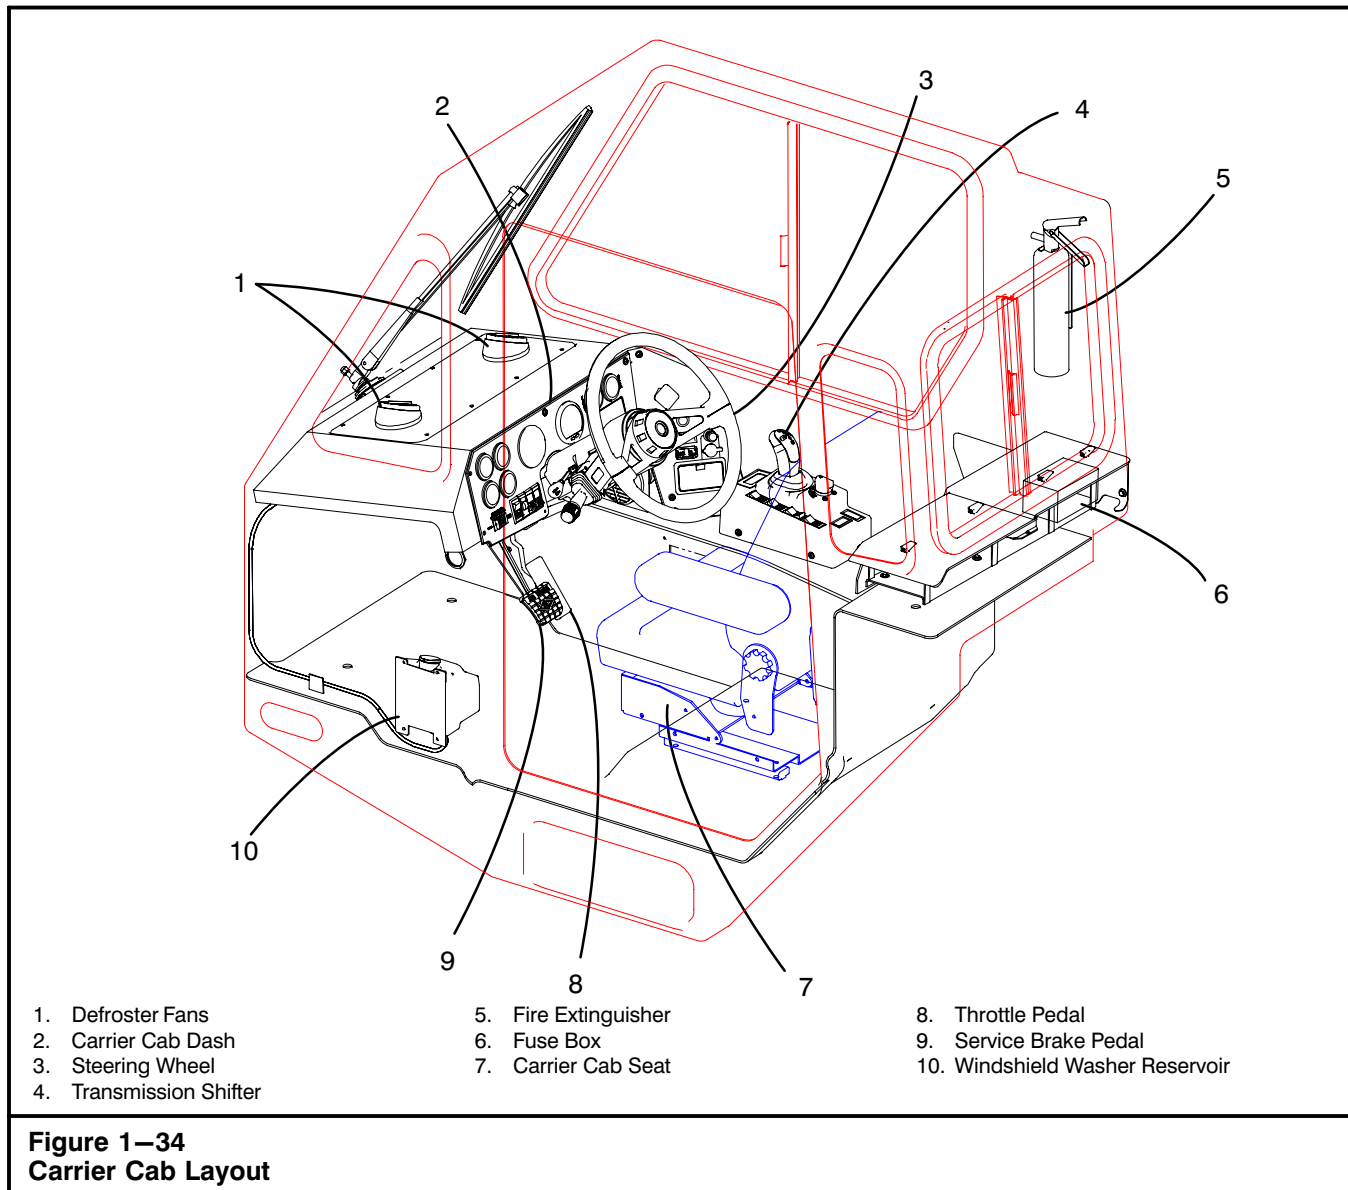 3
4
2
5
1
6
10
9
8
7
1. Defroster Fans
2. Carrier Cab Dash
3. Steering Wheel
4. Transmission Shifter
5. Fire Extinguisher
6. Fuse Box
7. Carrier Cab Seat
8. Throttle Pedal
9. Service Brake Pedal
10. Windshield Washer Reservoir
Figure 1—34
Carrier Cab Layout